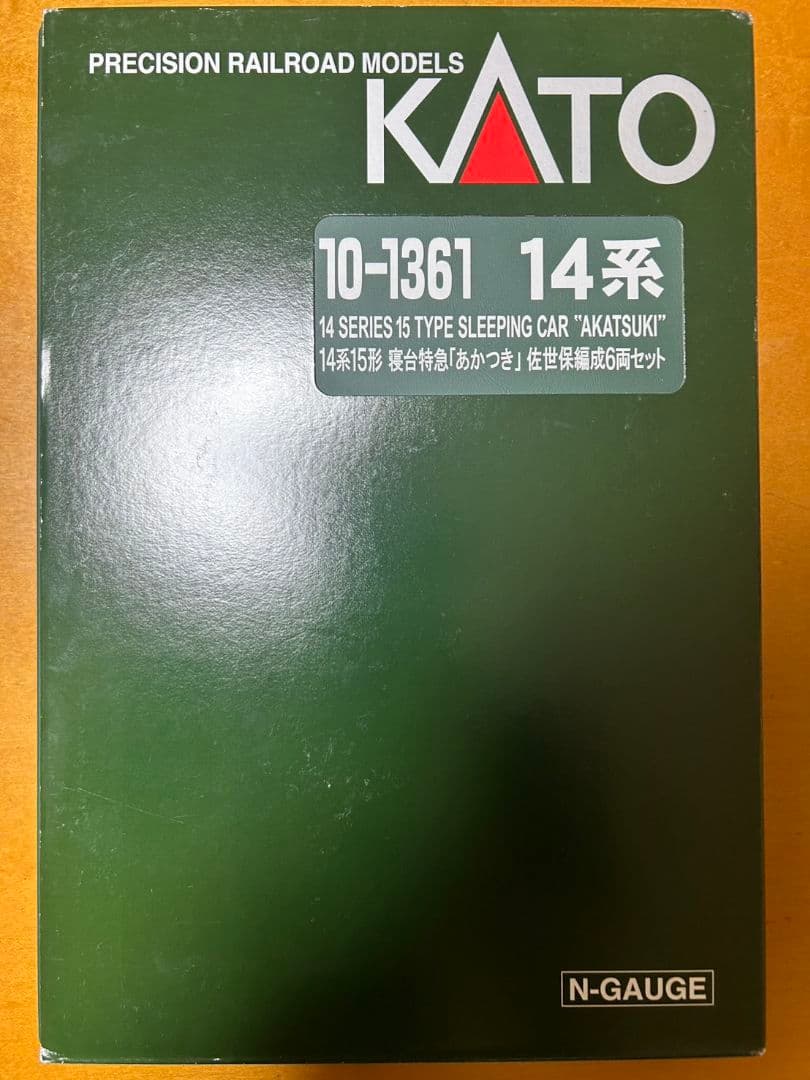 PRECISION RAILROAD MODELS
KATO
10-1361 14系
14 SERIES 15 TYPE SLEEPING CAR "AKATSUKI"
14系15形 寝台特急「あかつき」佐世保編成6両セット
N-GAUGE